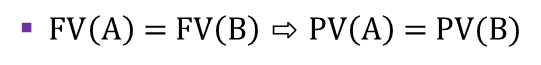 ▪ FV(A) = FV(B) ⇨ PV(A) = PV(B)